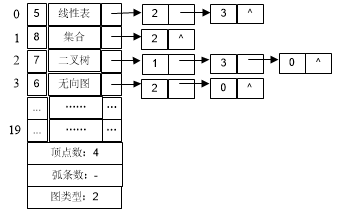 0 5 线性表 2 3 ^
1 8 集合 2 ^
2 7 二叉树 1 3 0 ^
3 6 无向图 2 0 ^
... ...... ...
19 ... ...... ...
顶点数：4
弧条数：-
图类型：2